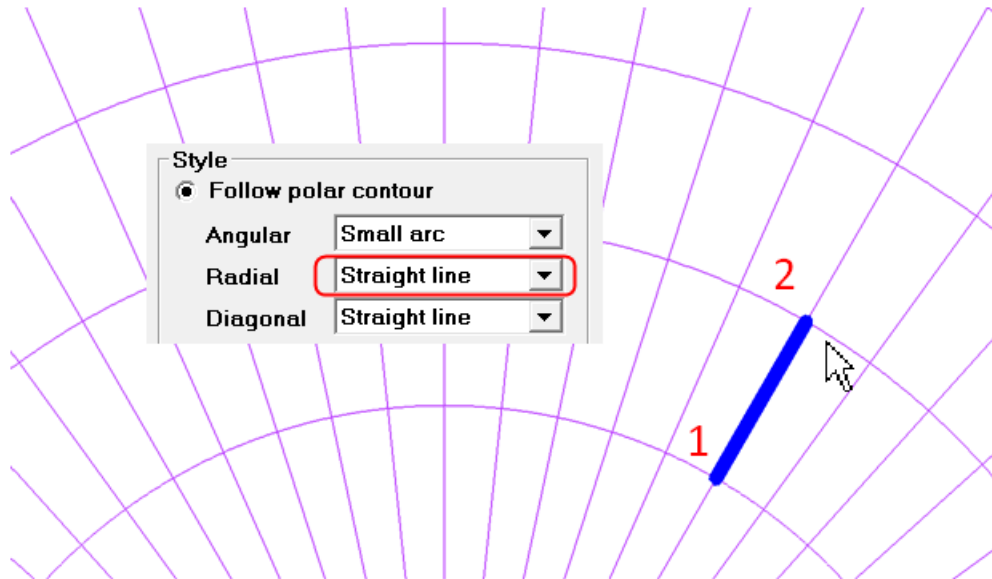 Style
Follow polar contour
Angular Small arc
Radial Straight line
Diagonal Straight line
2
1